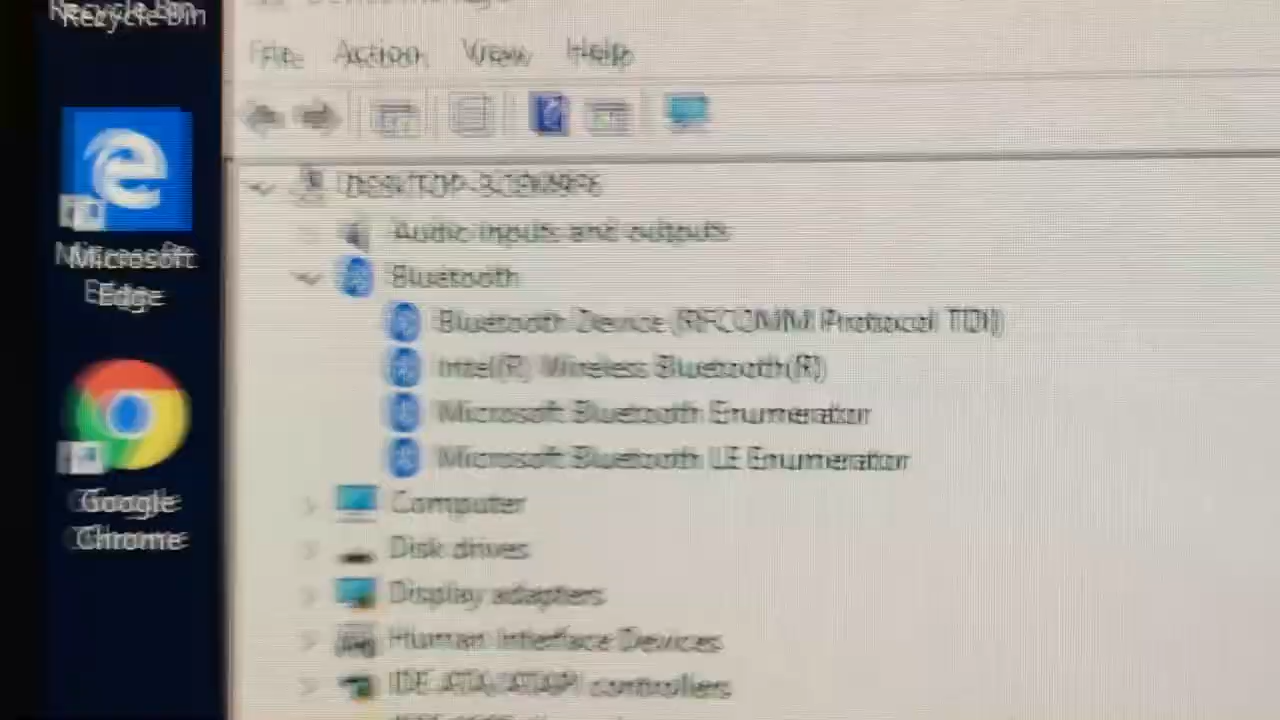 Recycle Bin
File Action View Help
Audio inputs and outputs
Microsoft
Edge
Bluetooth
Bluetooth Device (RFCOMM Protocol TDI)
Intel(R) Wireless Bluetooth(R)
Microsoft Bluetooth Enumerator
Microsoft Bluetooth LE Enumerator
Google
Chrome
Computer
Disk drives
Display adapters
Human Interface Devices
IDE ATA/ATAPI controllers